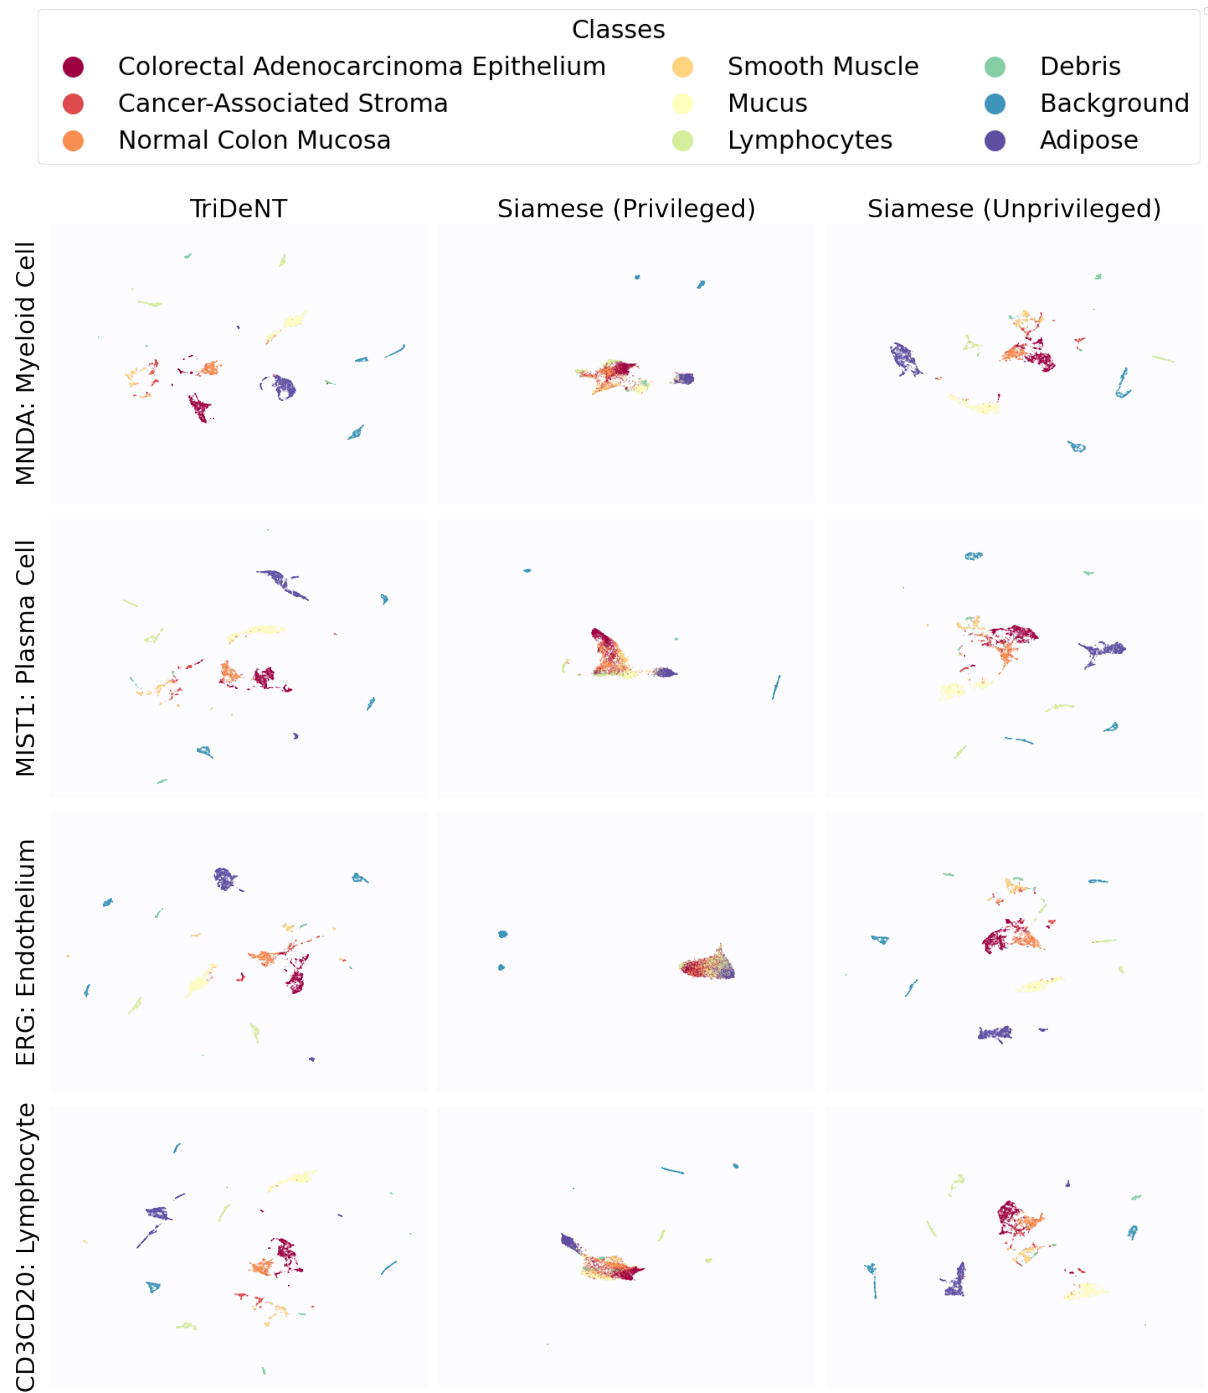 Classes
Colorectal Adenocarcinoma Epithelium
Cancer-Associated Stroma
Normal Colon Mucosa
Smooth Muscle
Mucus
Lymphocytes
Debris
Background
Adipose
TriDeNT
Siamese (Privileged)
Siamese (Unprivileged)
MNDA: Myeloid Cell
MIST1: Plasma Cell
ERG: Endothelium
CD3CD20: Lymphocyte